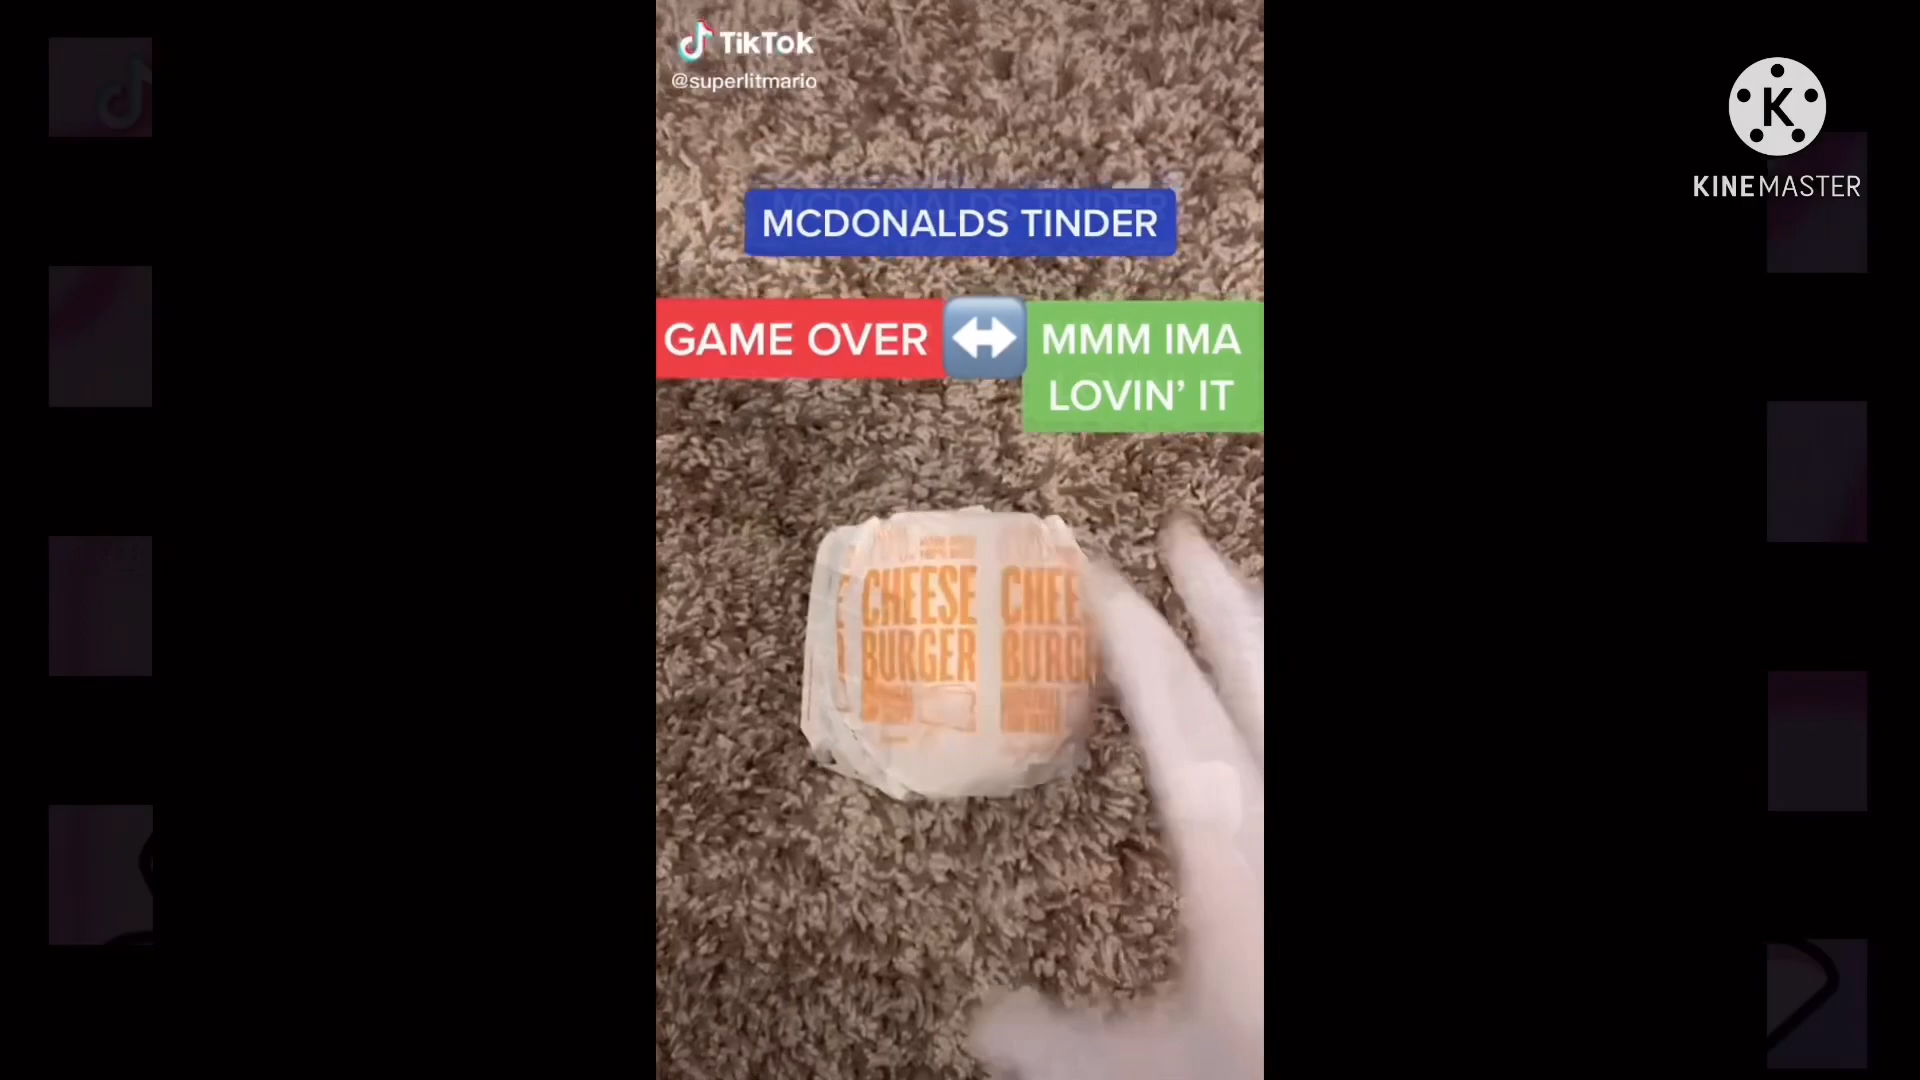 TikTok
@superlitmario
K
KINEMASTER
MCDONALDS TINDER
GAME OVER
MMM IMA
LOVIN’ IT
CHEESE
BURGER
CHEE
BURG